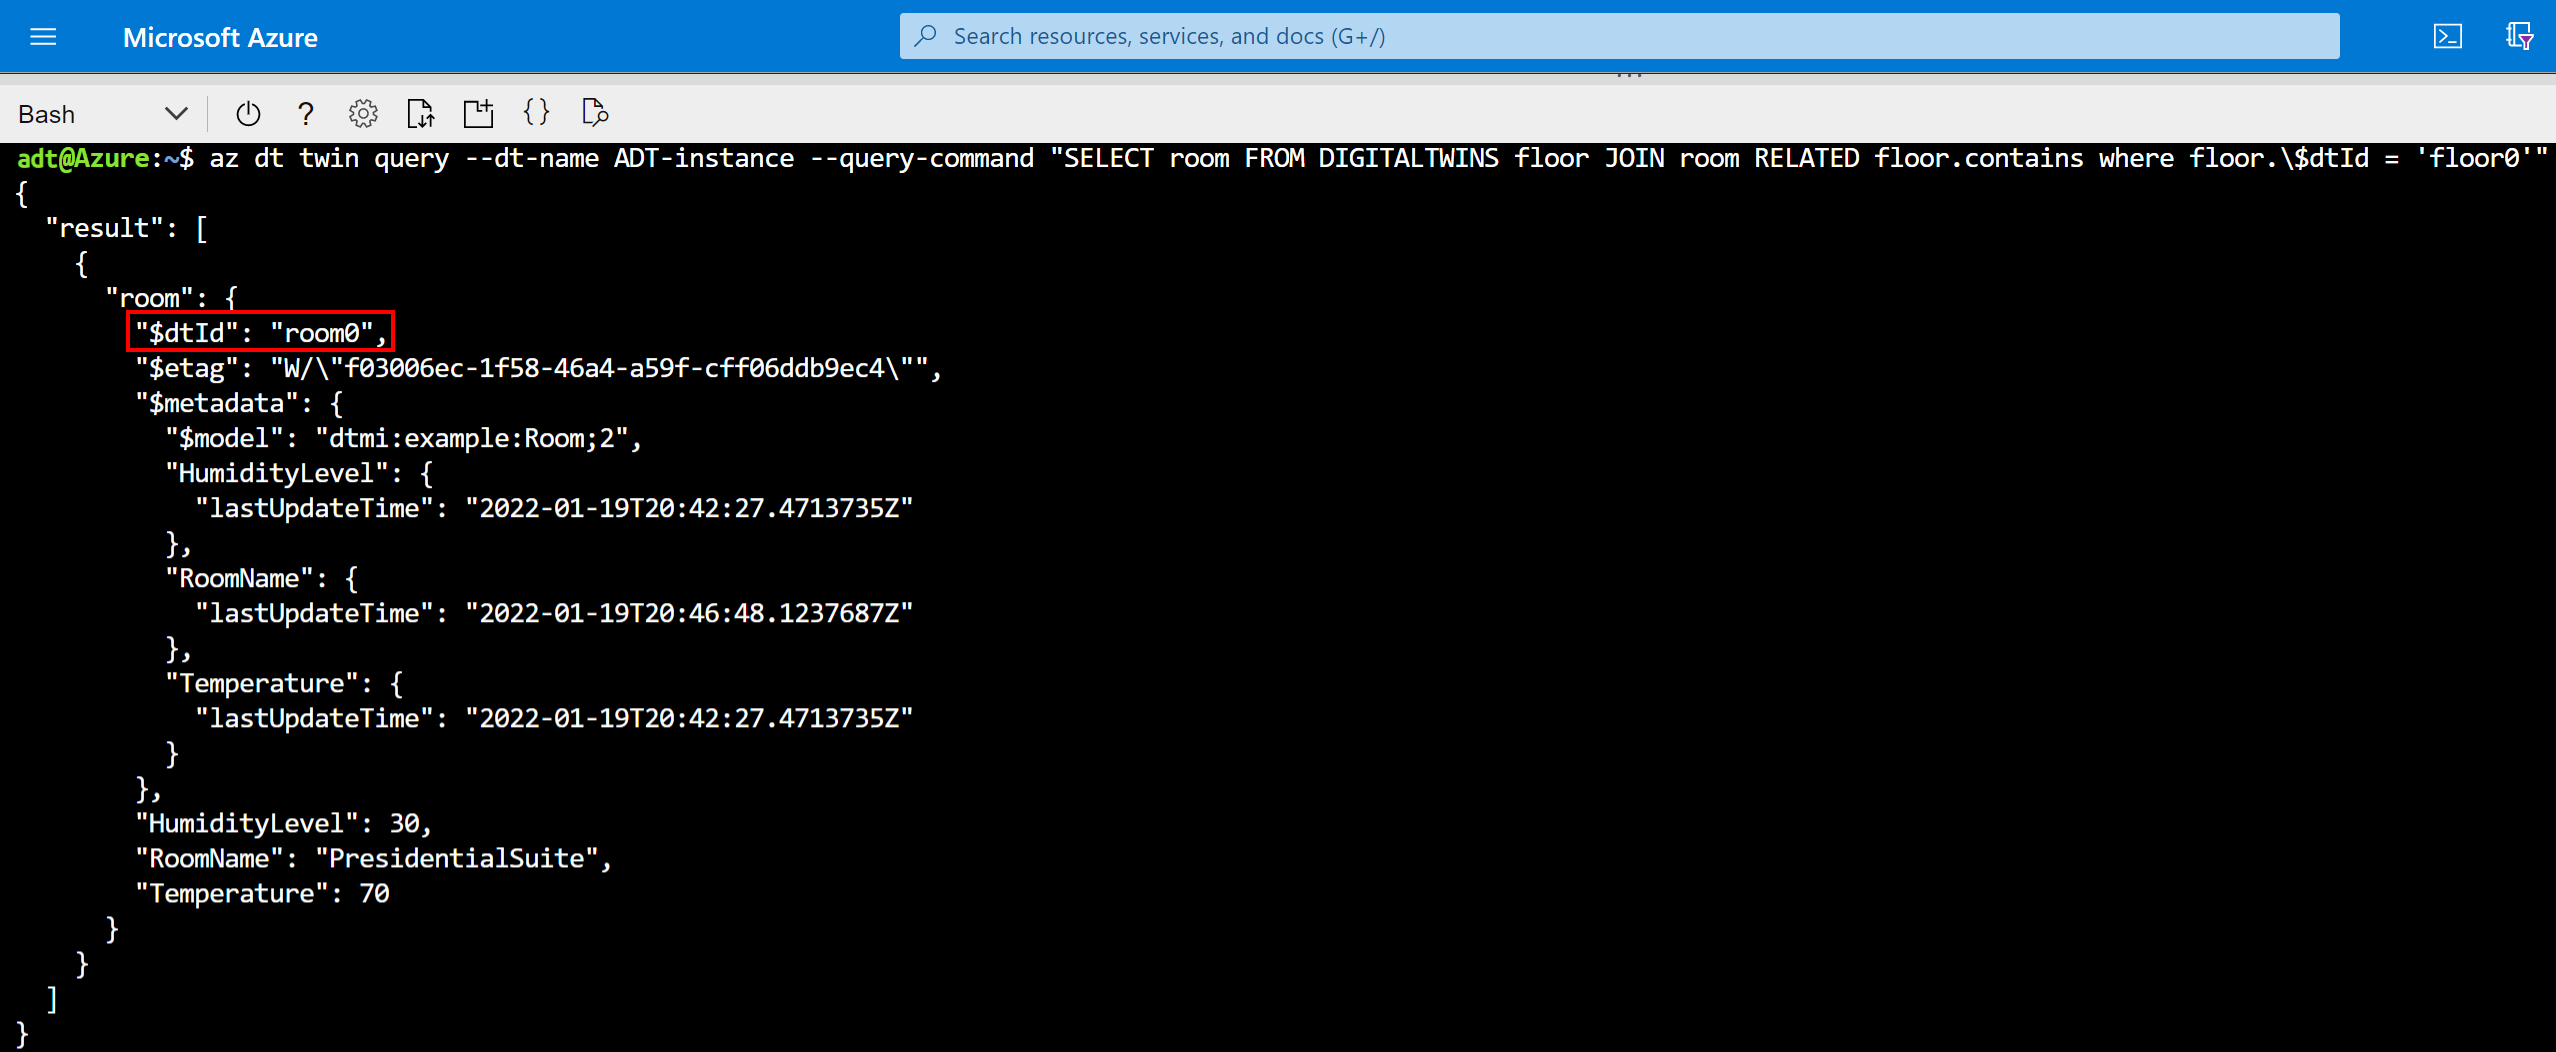 Microsoft Azure
Search resources, services, and docs (G+/)
Bash
adt@Azure:~$ az dt twin query --dt-name ADT-instance --query-command "SELECT room FROM DIGITALTWINS floor JOIN room RELATED floor.contains where floor.\$dtId = 'floor0'"
{
  "result": [
    {
      "room": {
        "$dtId": "room0",
        "$etag": "W/\"f03006ec-1f58-46a4-a59f-cff06ddb9ec4\"",
        "$metadata": {
          "$model": "dtmi:example:Room;2",
          "HumidityLevel": {
            "lastUpdateTime": "2022-01-19T20:42:27.4713735Z"
          },
          "RoomName": {
            "lastUpdateTime": "2022-01-19T20:46:48.1237687Z"
          },
          "Temperature": {
            "lastUpdateTime": "2022-01-19T20:42:27.4713735Z"
          }
        },
        "HumidityLevel": 30,
        "RoomName": "PresidentialSuite",
        "Temperature": 70
      }
    }
  ]
}